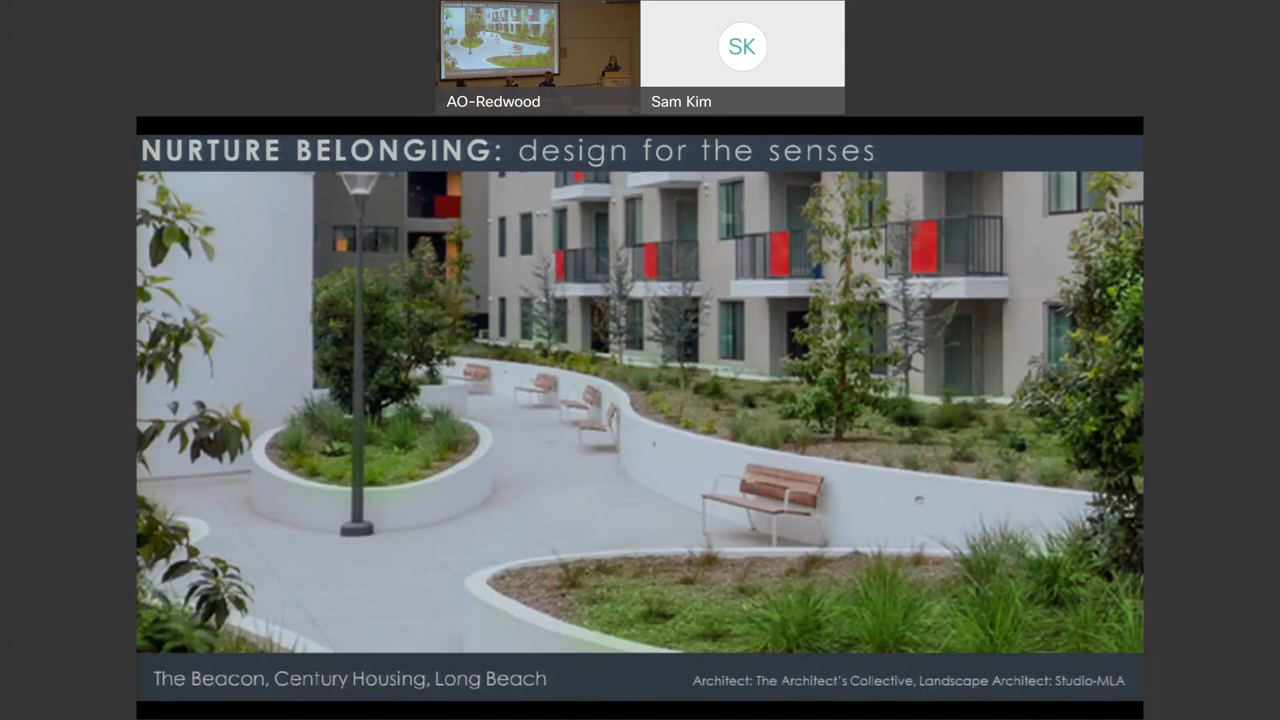 SK
AO-Redwood
Sam Kim
NURTURE BELONGING: design for the senses
The Beacon, Century Housing, Long Beach
Architect: The Architect's Collective, Landscape Architect: Studio-MLA